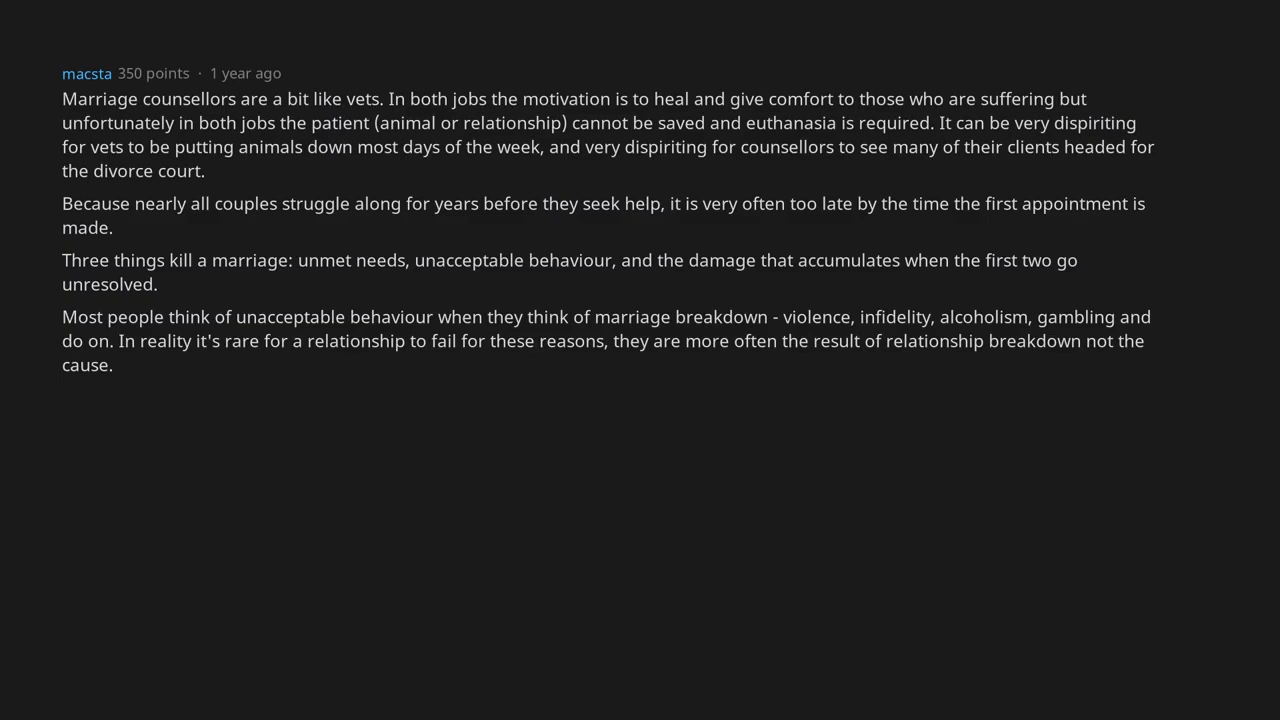 macsta 350 points · 1 year ago
Marriage counsellors are a bit like vets. In both jobs the motivation is to heal and give comfort to those who are suffering but
unfortunately in both jobs the patient (animal or relationship) cannot be saved and euthanasia is required. It can be very dispiriting
for vets to be putting animals down most days of the week, and very dispiriting for counsellors to see many of their clients headed for
the divorce court.
Because nearly all couples struggle along for years before they seek help, it is very often too late by the time the first appointment is
made.
Three things kill a marriage: unmet needs, unacceptable behaviour, and the damage that accumulates when the first two go
unresolved.
Most people think of unacceptable behaviour when they think of marriage breakdown - violence, infidelity, alcoholism, gambling and
do on. In reality it's rare for a relationship to fail for these reasons, they are more often the result of relationship breakdown not the
cause.